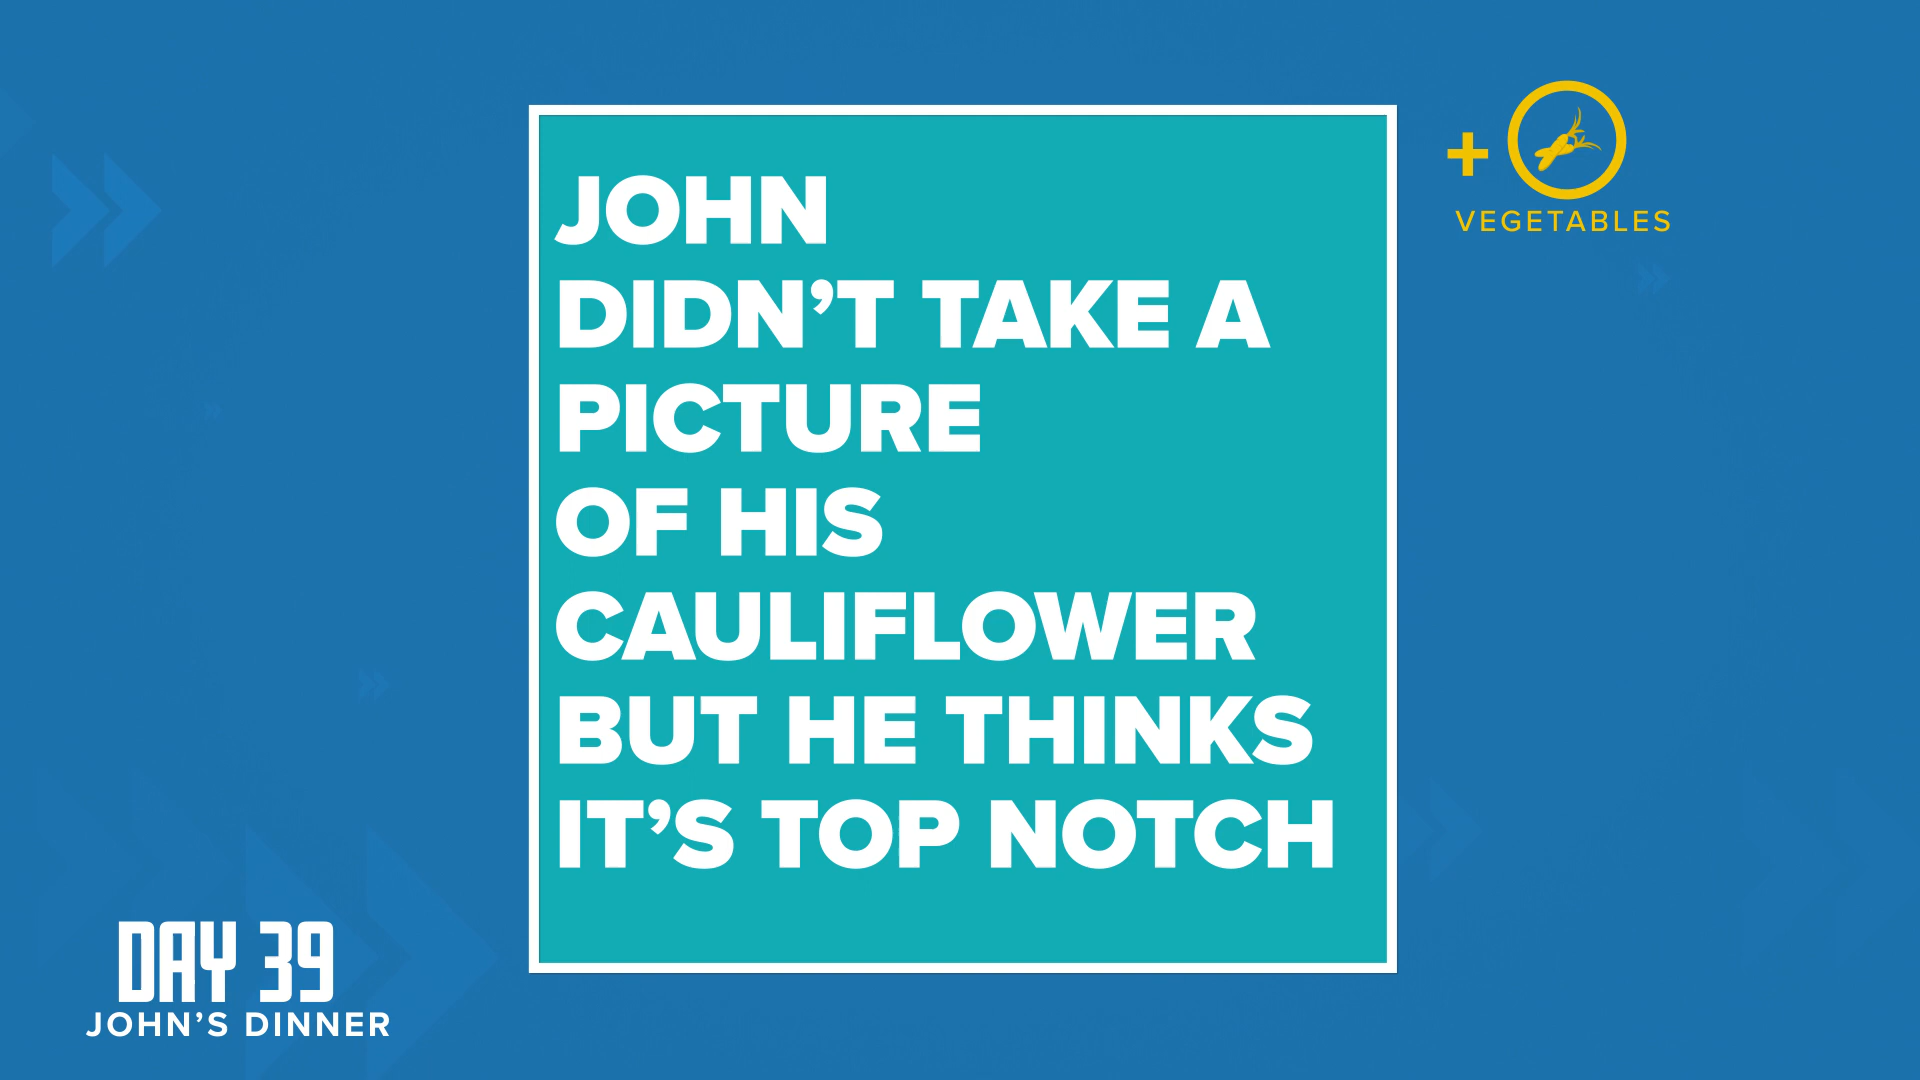 JOHN
DIDN’T TAKE A
PICTURE
OF HIS
CAULIFLOWER
BUT HE THINKS
IT’S TOP NOTCH
+
VEGETABLES
DAY 39
JOHN’S DINNER